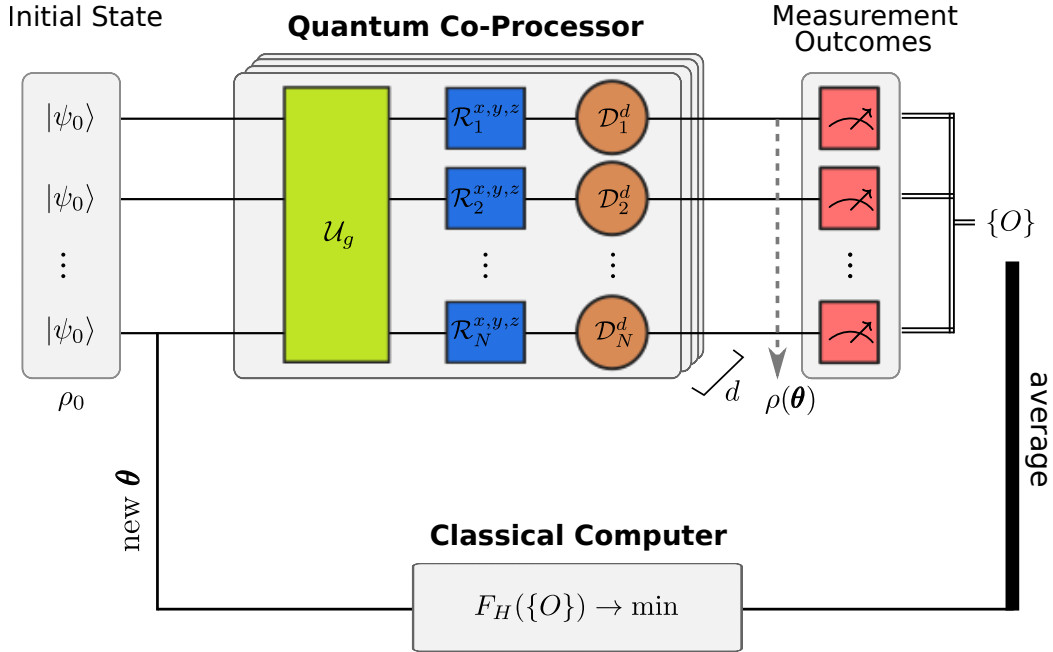 Initial State
Quantum Co-Processor
Measurement
Outcomes
|ψ₀⟩
|ψ₀⟩
⋮
|ψ₀⟩
ρ₀
𝒰_g
ℛ₁^{x,y,z}
𝒟₁^d
ℛ₂^{x,y,z}
𝒟₂^d
⋮
⋮
ℛ_N^{x,y,z}
𝒟_N^d
d
ρ(𝜽)
⋮
{O}
average
new 𝜽
Classical Computer
F_H({O}) → min